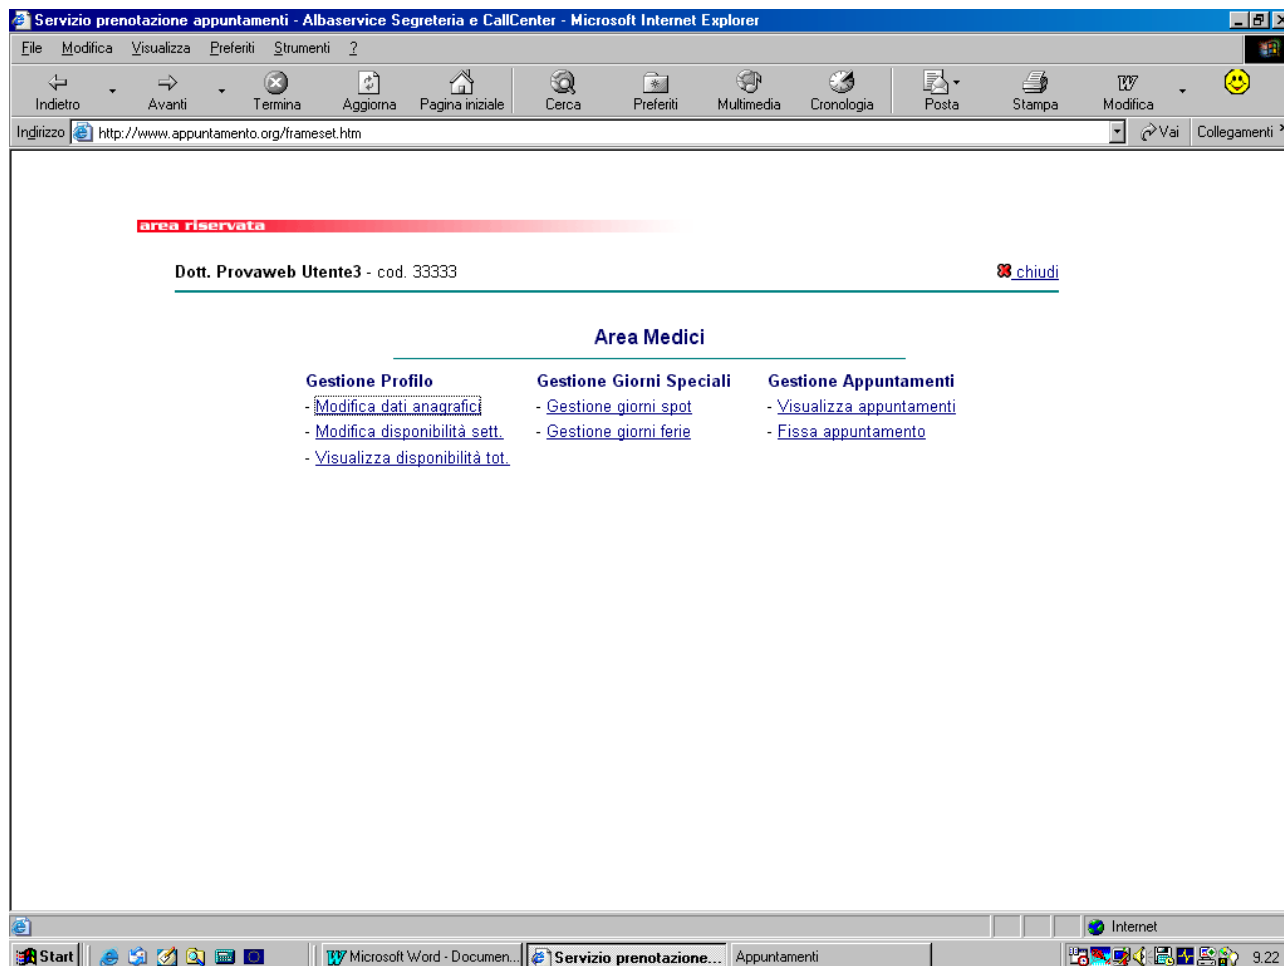 Servizio prenotazione appuntamenti - Albaservice Segreteria e CallCenter - Microsoft Internet Explorer
File Modifica Visualizza Preferiti Strumenti ?
Indietro Avanti Termina Aggiorna Pagina iniziale Cerca Preferiti Multimedia Cronologia Posta Stampa Modifica
Indirizzo http://www.appuntamento.org/frameset.htm Vai Collegamenti
area riservata
Dott. Provaweb Utente3 - cod. 33333 chiudi
Area Medici
Gestione Profilo Gestione Giorni Speciali Gestione Appuntamenti
- Modifica dati anagrafici - Gestione giorni spot - Visualizza appuntamenti
- Modifica disponibilità sett. - Gestione giorni ferie - Fissa appuntamento
- Visualizza disponibilità tot.
Internet
Start Microsoft Word - Documen... Servizio prenotazione... Appuntamenti 9.22